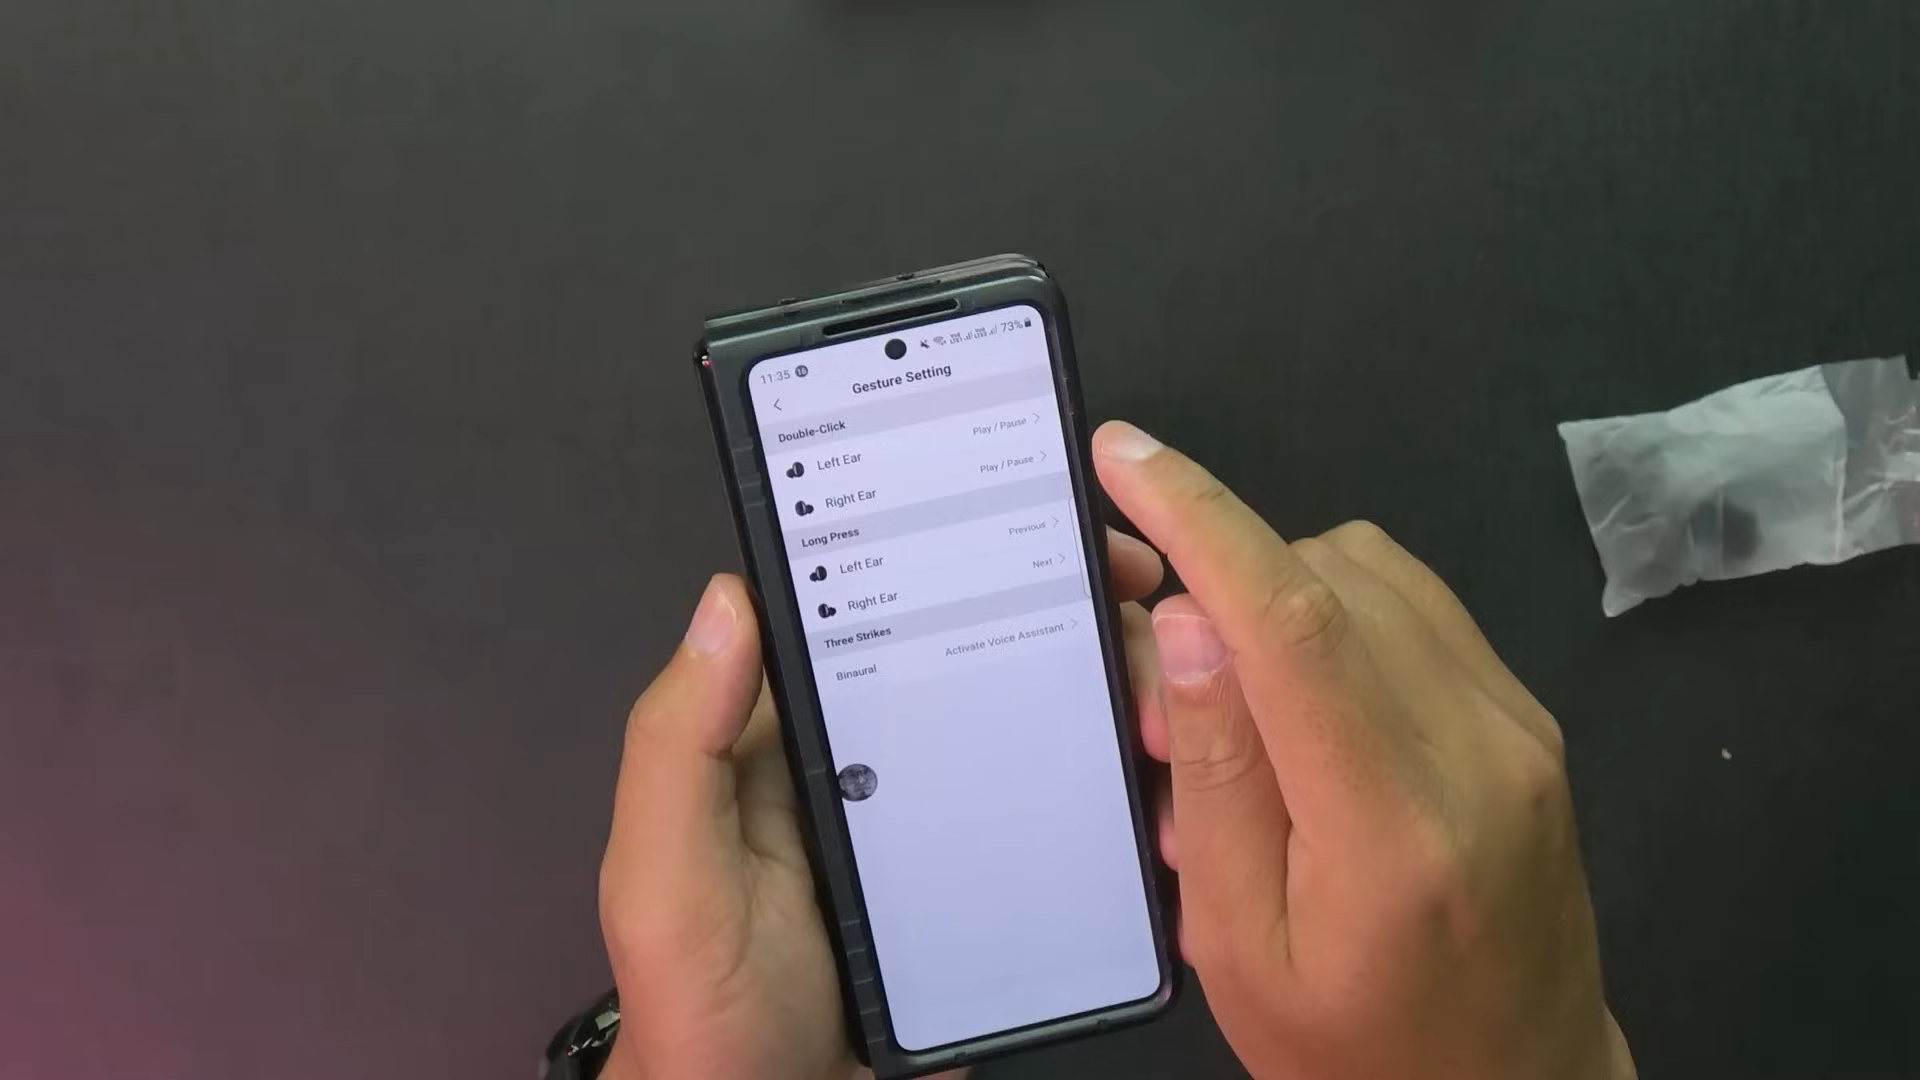 11:35 73%
Gesture Setting
Double-Click
Left Ear Play / Pause
Right Ear Play / Pause
Long Press
Left Ear Previous
Right Ear Next
Three Strikes
Binaural Activate Voice Assistant